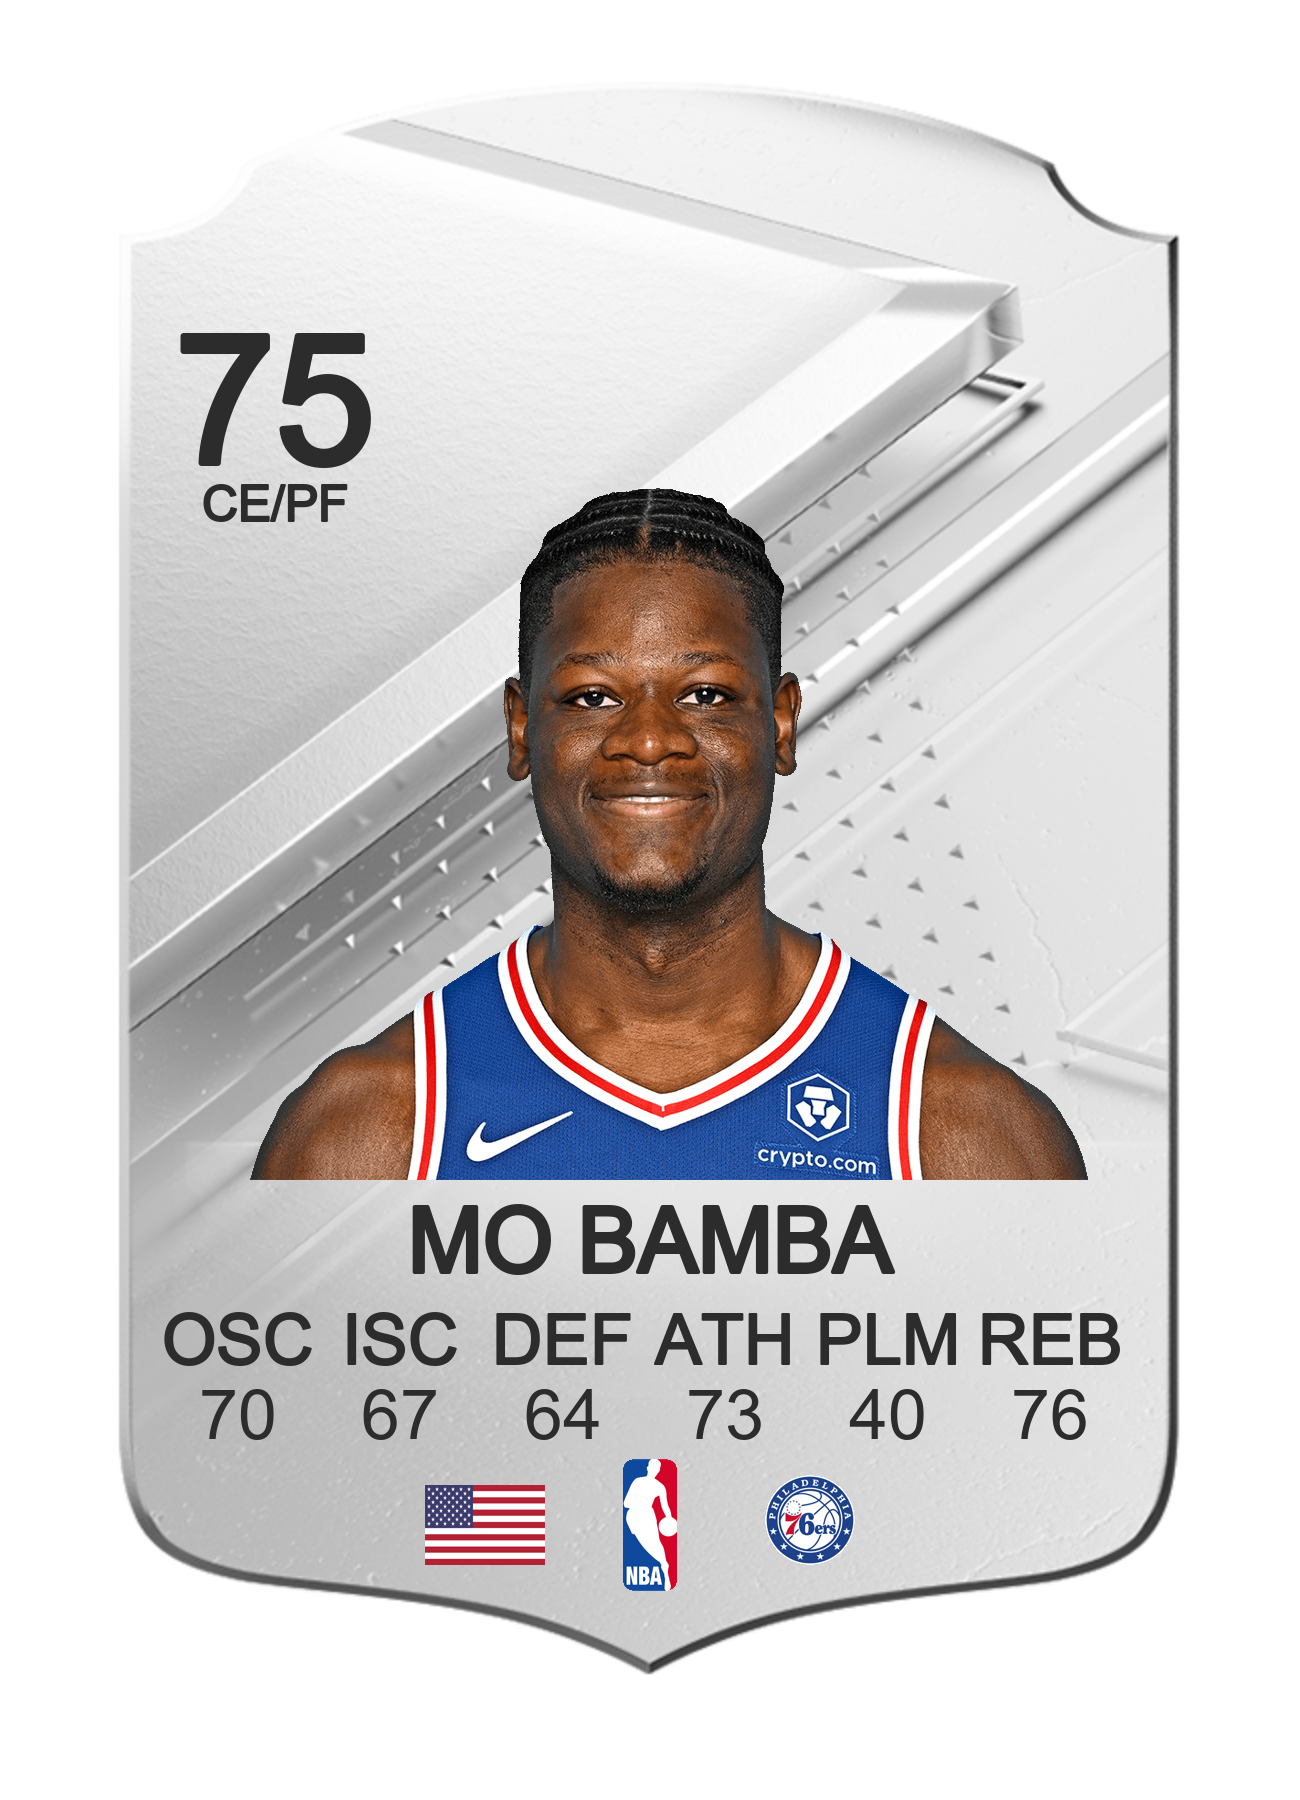 75
CE/PF
crypto.com
MO BAMBA
OSC ISC DEF ATH PLM REB
70 67 64 73 40 76
NBA
PHILADELPHIA
76ers